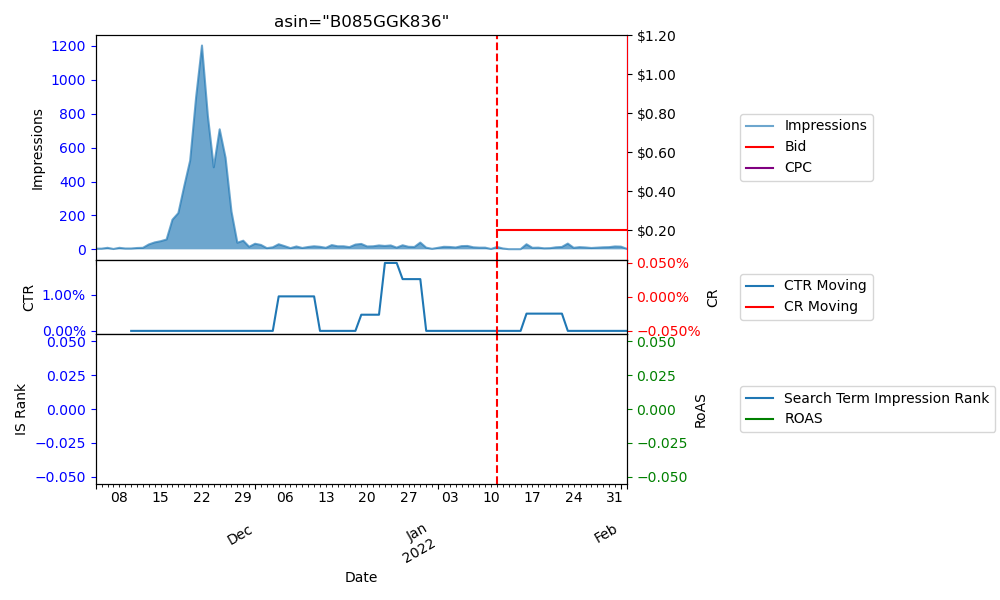 asin="B085GGK836"
1200
1000
800
600
400
200
0
Impressions
$1.20
$1.00
$0.80
$0.60
$0.40
$0.20
Impressions
Bid
CPC
1.00%
0.00%
CTR
0.050%
0.000%
−0.050%
CR
CTR Moving
CR Moving
0.050
0.025
0.000
−0.025
−0.050
IS Rank
0.050
0.025
0.000
−0.025
−0.050
RoAS
Search Term Impression Rank
ROAS
08 15 22 29 06 13 20 27 03 10 17 24 31
Dec Jan Feb
2022
Date